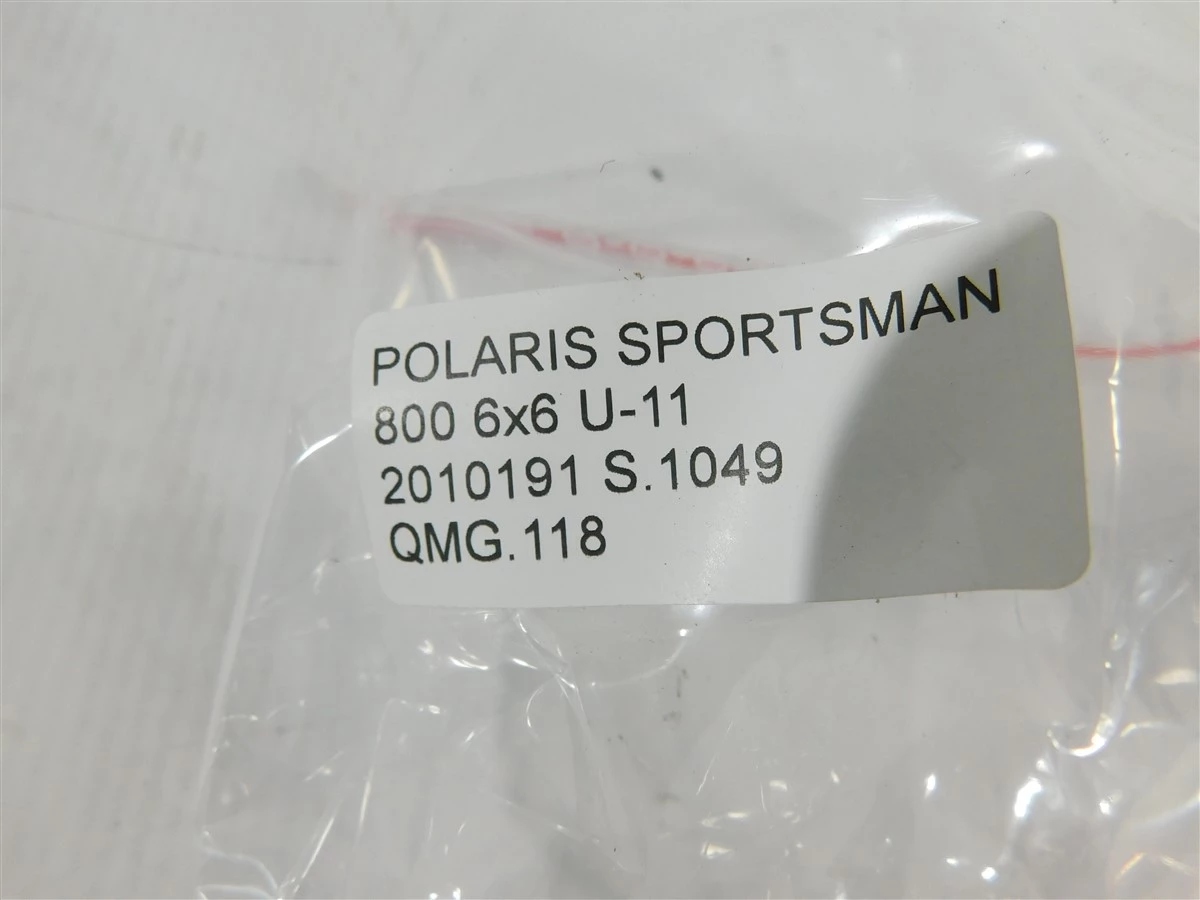 POLARIS SPORTSMAN
800 6x6 U-11
2010191 S.1049
QMG.118